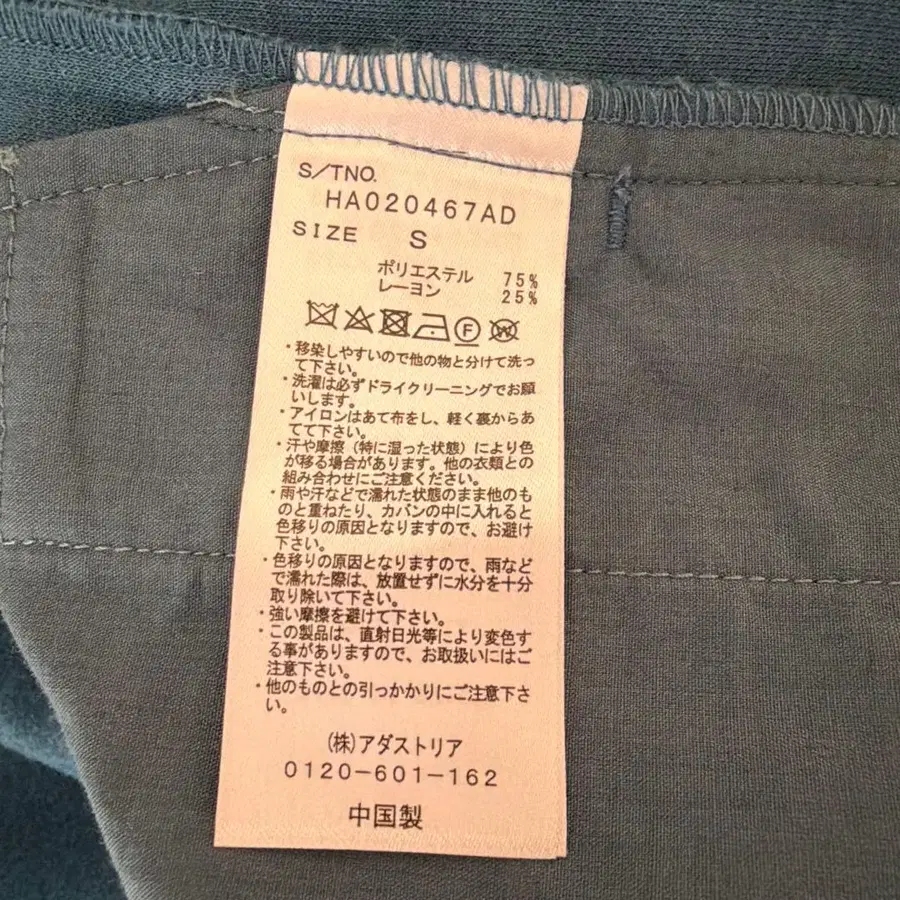 S/TNO.
HA020467AD
SIZE S
ポリエステル 75%
レーヨン 25%
F W
・移染しやすいので他の物と分けて洗っ
て下さい。
・洗濯は必ずドライクリーニングでお願
いします。
・アイロンはあて布をし、軽く裏からあ
てて下さい。
・汗や摩擦(特に湿った状態)により色
が移る場合があります。他の衣類との
組み合わせにご注意ください。
・雨や汗などで濡れた状態のまま他のも
のと重ねたり、カバンの中に入れると
色移りの原因となりますので、お避け
下さい。
・色移りの原因となりますので、雨など
で濡れた際は、放置せずに水分を十分
取り除いて下さい。
・強い摩擦を避けて下さい。
・この製品は、直射日光等により変色す
る事がありますので、お取扱いにはご
注意下さい。
・他のものとの引っかかりにご注意下さ
い。
(株)アダストリア
0120-601-162
中国製